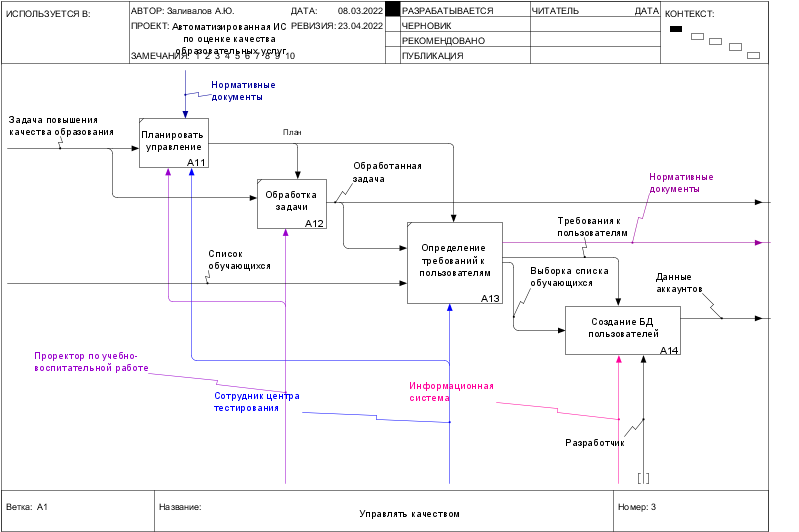 ИСПОЛЬЗУЕТСЯ В:
АВТОР: Заливалов А.Ю.
ДАТА: 08.03.2022
РАЗРАБАТЫВАЕТСЯ
ЧИТАТЕЛЬ
ДАТА
КОНТЕКСТ:
ПРОЕКТ: Автоматизированная ИС
по оценке качества
образовательных услуг
РЕВИЗИЯ: 23.04.2022
ЧЕРНОВИК
РЕКОМЕНДОВАНО
ЗАМЕЧАНИЯ: 1 2 3 4 5 6 7 8 9 10
ПУБЛИКАЦИЯ
Нормативные
документы
Задача повышения
качества образования
Планировать
управление
A11
План
Обработанная
задача
Обработка
задачи
A12
Нормативные
документы
Требования к
пользователям
Список
обучающихся
Определение
требований к
пользователям
A13
Выборка списка
обучающихся
Данные
аккаунтов
Создание БД
пользователей
A14
Проректор по учебно-
воспитательной работе
Сотрудник центра
тестирования
Информационная
система
Разработчик
Ветка: A1
Название:
Управлять качеством
Номер: 3